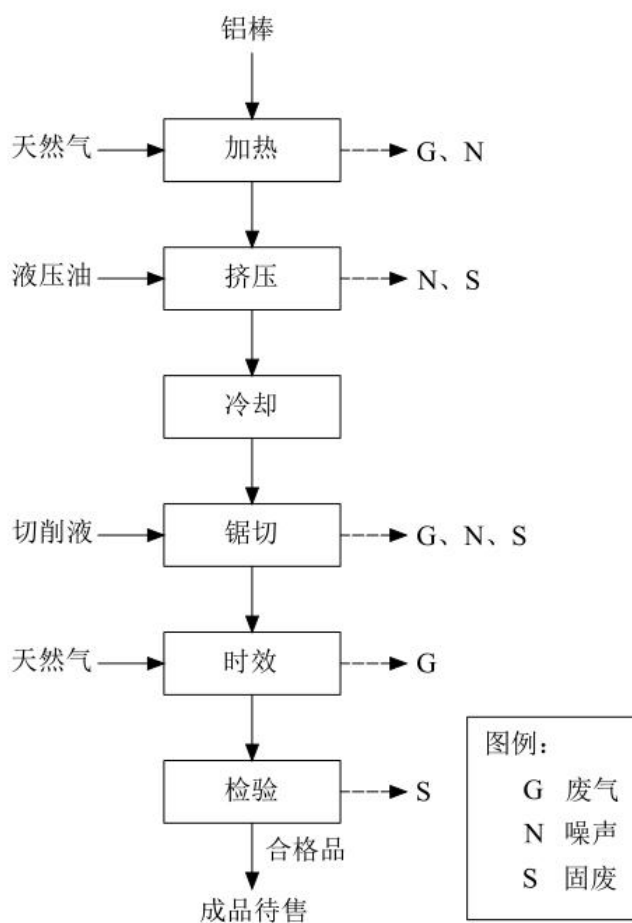 铝棒
天然气
加热
G、N
液压油
挤压
N、S
冷却
切削液
锯切
G、N、S
天然气
时效
G
检验
S
合格品
成品待售
图例：
G 废气
N 噪声
S 固废